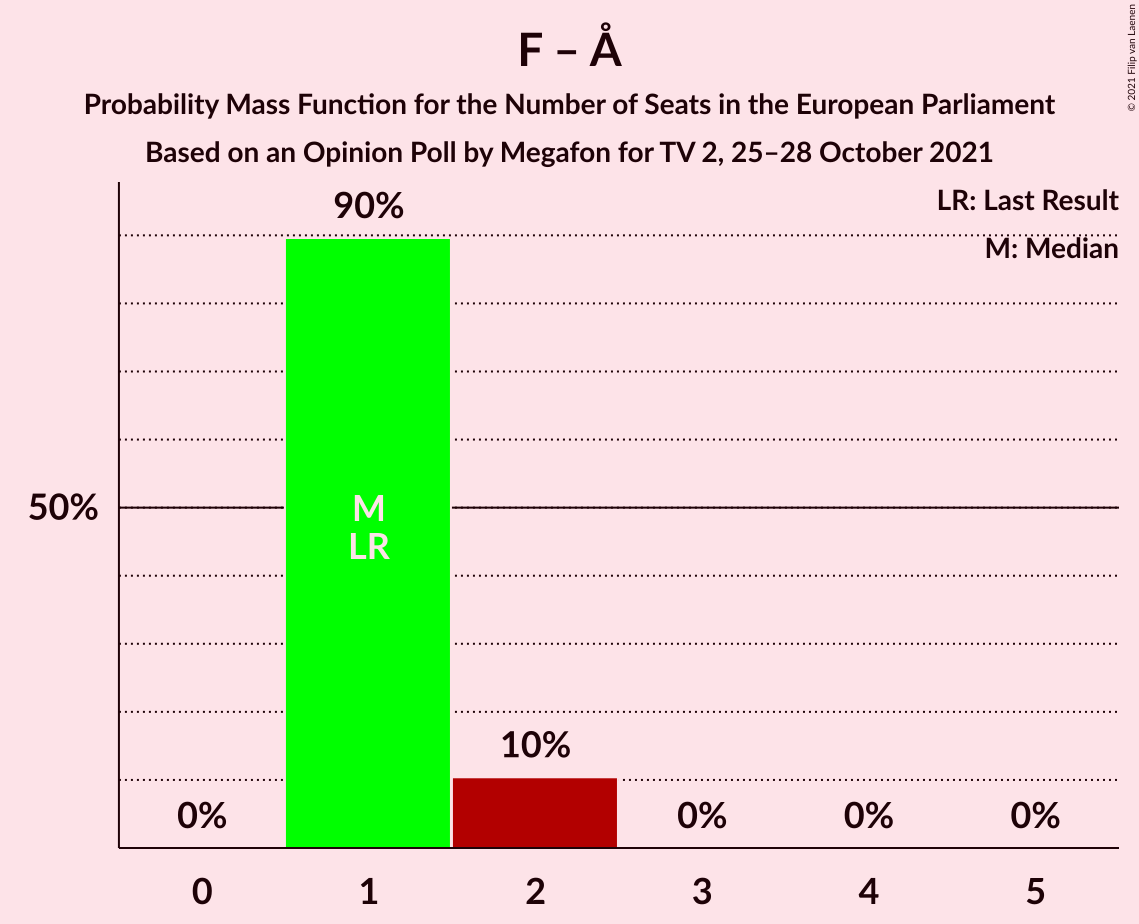 F – Å
Probability Mass Function for the Number of Seats in the European Parliament
Based on an Opinion Poll by Megafon for TV 2, 25–28 October 2021
© 2021 Filip van Laenen
LR: Last Result
M: Median
90%
50%
M
LR
10%
0%
0%
0%
0%
0
1
2
3
4
5